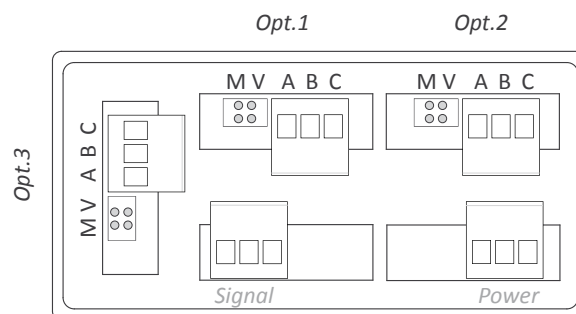 Opt.1
Opt.2
M V A B C
M V A B C
Opt.3
M V A B C
Signal
Power